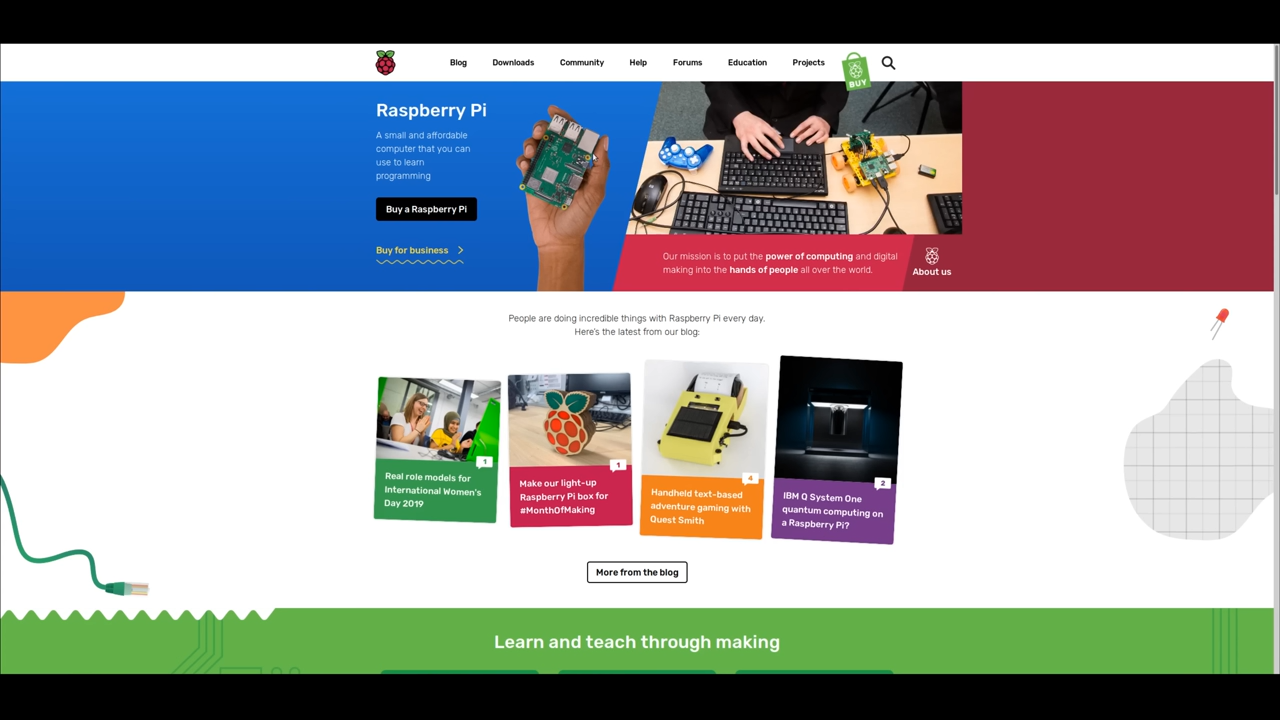 Blog Downloads Community Help Forums Education Projects
BUY
Raspberry Pi
A small and affordable
computer that you can
use to learn
programming
Buy a Raspberry Pi
Buy for business
Our mission is to put the power of computing and digital
making into the hands of people all over the world.
About us
People are doing incredible things with Raspberry Pi every day.
Here's the latest from our blog:
1
Real role models for
International Women's
Day 2019
1
Make our light-up
Raspberry Pi box for
#MonthOfMaking
4
Handheld text-based
adventure gaming with
Quest Smith
2
IBM Q System One
quantum computing on
a Raspberry Pi?
More from the blog
Learn and teach through making